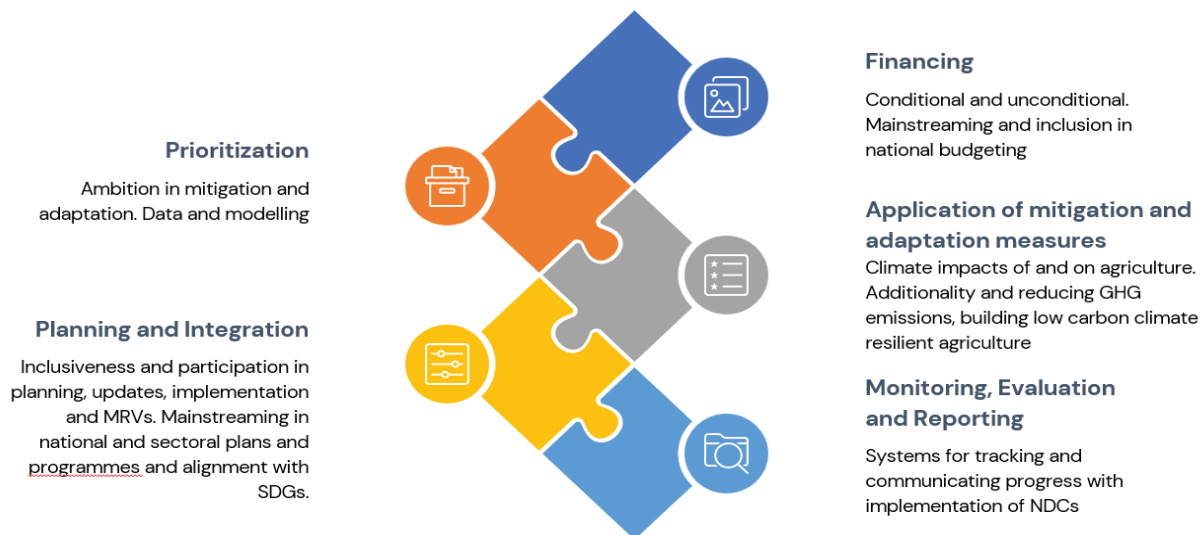 Prioritization
Ambition in mitigation and
adaptation. Data and modelling
Planning and Integration
Inclusiveness and participation in
planning, updates, implementation
and MRVs. Mainstreaming in
national and sectoral plans and
programmes and alignment with
SDGs.
Financing
Conditional and unconditional.
Mainstreaming and inclusion in
national budgeting
Application of mitigation and
adaptation measures
Climate impacts of and on agriculture.
Additionality and reducing GHG
emissions, building low carbon climate
resilient agriculture
Monitoring, Evaluation
and Reporting
Systems for tracking and
communicating progress with
implementation of NDCs